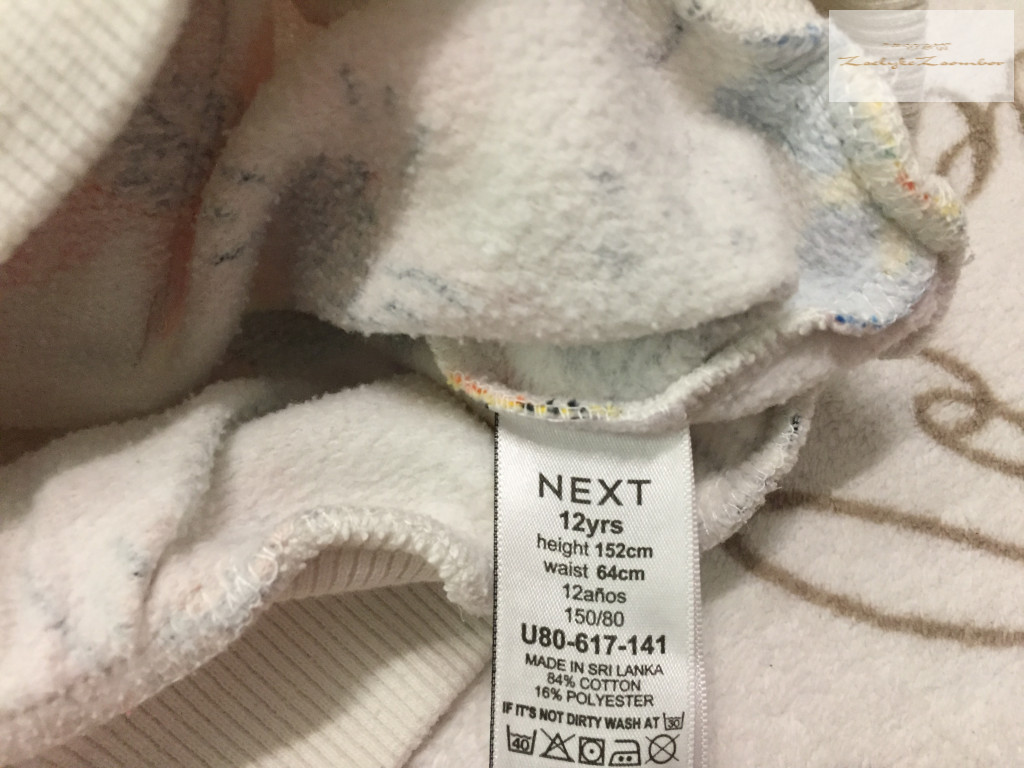 NEXT
12yrs
height 152cm
waist 64cm
12años
150/80
U80-617-141
MADE IN SRI LANKA
84% COTTON
16% POLYESTER
IF IT'S NOT DIRTY WASH AT 30
40